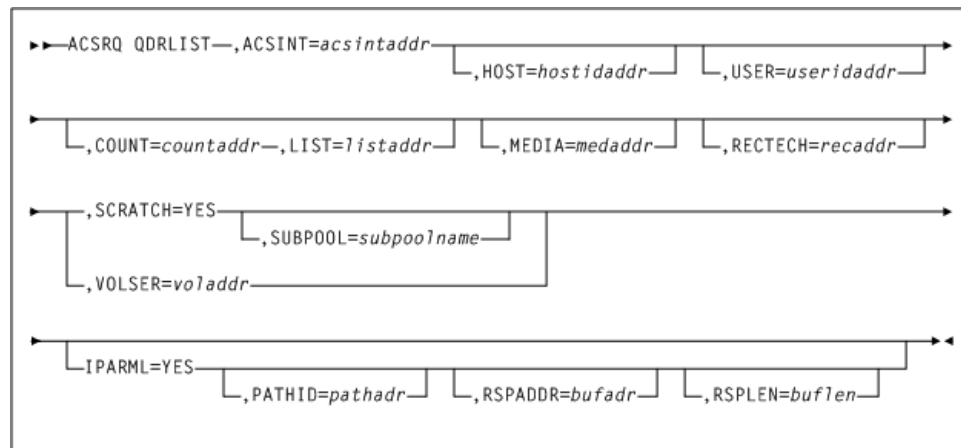 ACSRQ QDRLIST ,ACSINT=acsintaddr
,HOST=hostidaddr ,USER=useridaddr
,COUNT=countaddr ,LIST=listaddr ,MEDIA=medaddr ,RECTECH=recaddr
,SCRATCH=YES
,SUBPOOL=subpoolname
,VOLSER=voladdr
IPARML=YES
,PATHID=pathadr ,RSPADDR=bufadr ,RSPLEN=buflen